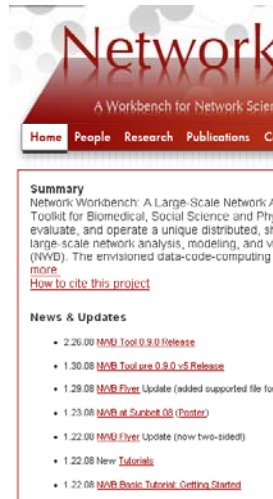 Network
A Workbench for Network Scien
Home People Research Publications C
Summary
Network Workbench: A Large-Scale Network A
Toolkit for Biomedical, Social Science and Phy
evaluate, and operate a unique distributed, sh
large-scale network analysis, modeling, and v
(NWB). The envisioned data-code-computing
more
How to cite this project
News & Updates
• 2.26.08 NWB Tool 0.9.0 Release
• 1.30.08 NWB Tool pre 0.9.0 v5 Release
• 1.29.08 NWB Flyer Update (added supported file for
• 1.23.08 NWB at Sunbelt 08 (Poster)
• 1.22.08 NWB Flyer Update (now two-sided!)
• 1.22.08 New Tutorials
• 1.22.08 NWB Basic Tutorial: Getting Started